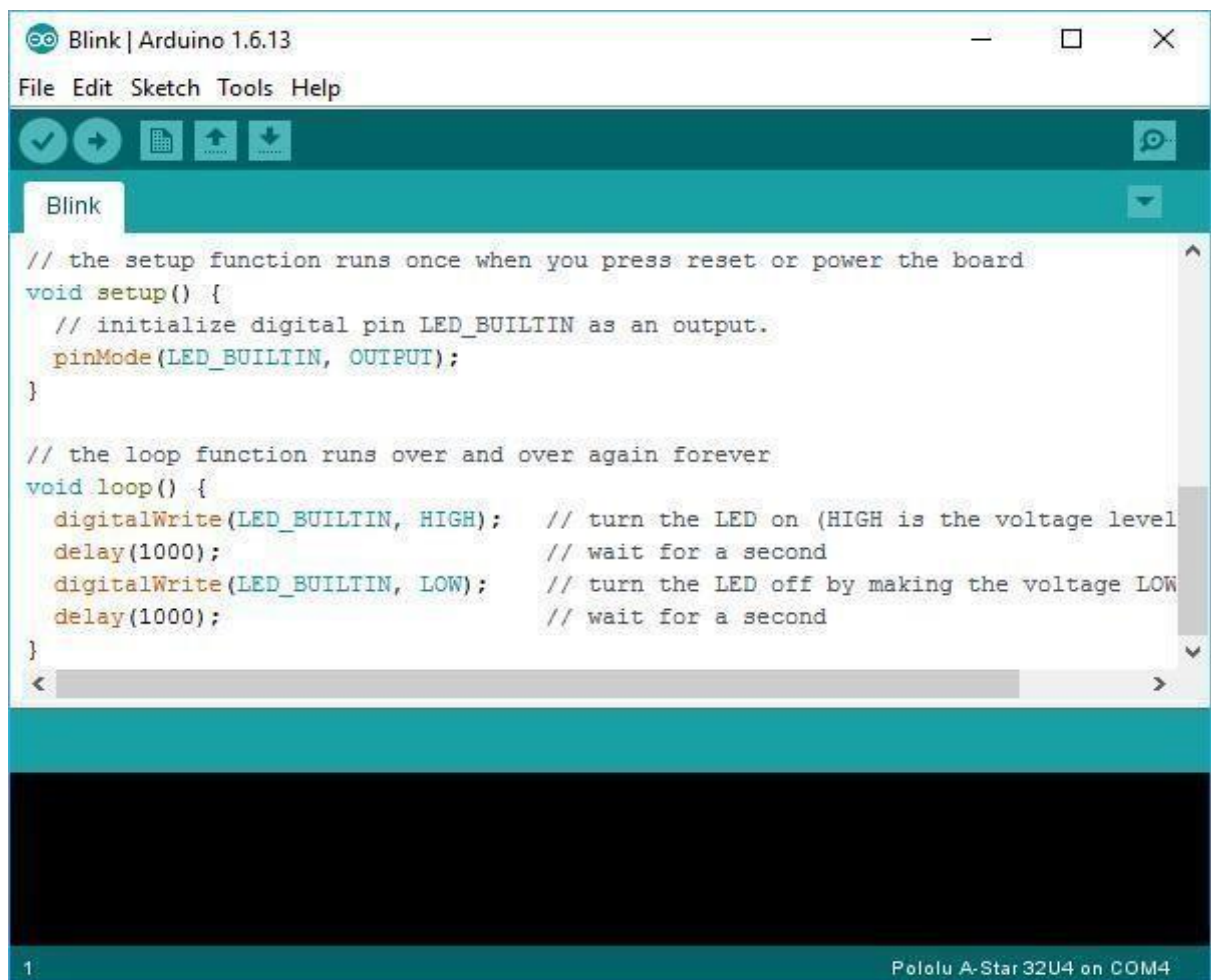 Blink | Arduino 1.6.13
File Edit Sketch Tools Help
Blink
// the setup function runs once when you press reset or power the board
void setup() {
  // initialize digital pin LED_BUILTIN as an output.
  pinMode(LED_BUILTIN, OUTPUT);
}

// the loop function runs over and over again forever
void loop() {
  digitalWrite(LED_BUILTIN, HIGH);   // turn the LED on (HIGH is the voltage level
  delay(1000);                       // wait for a second
  digitalWrite(LED_BUILTIN, LOW);    // turn the LED off by making the voltage LOW
  delay(1000);                       // wait for a second
}
1 Pololu A-Star 32U4 on COM4